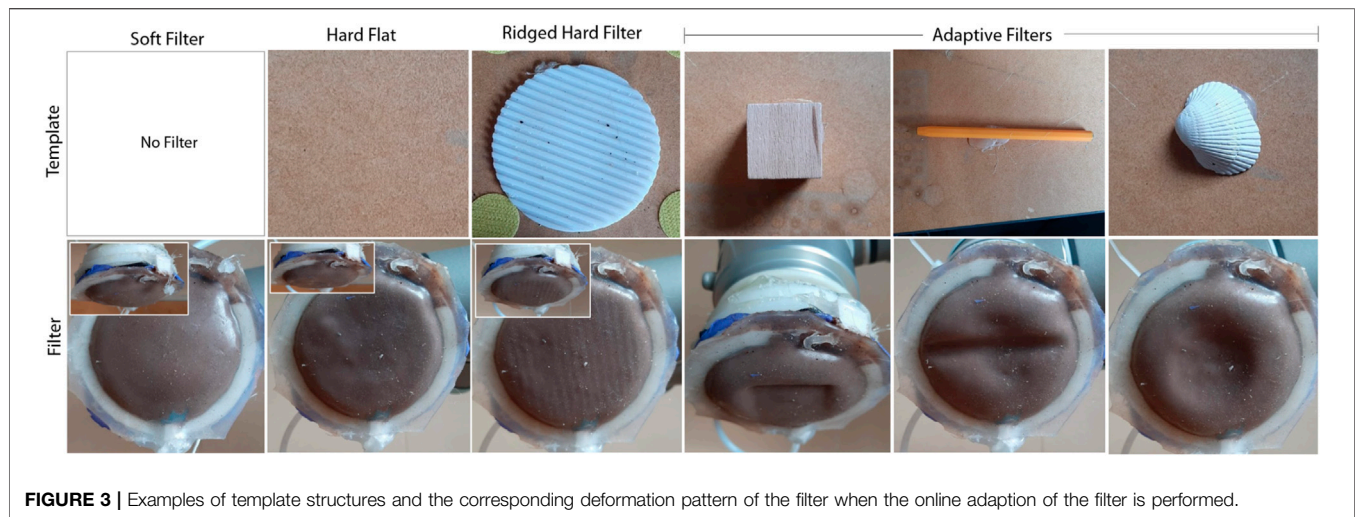 Soft Filter
Hard Flat
Ridged Hard Filter
Adaptive Filters
Template
No Filter
Filter
FIGURE 3 | Examples of template structures and the corresponding deformation pattern of the filter when the online adaption of the filter is performed.